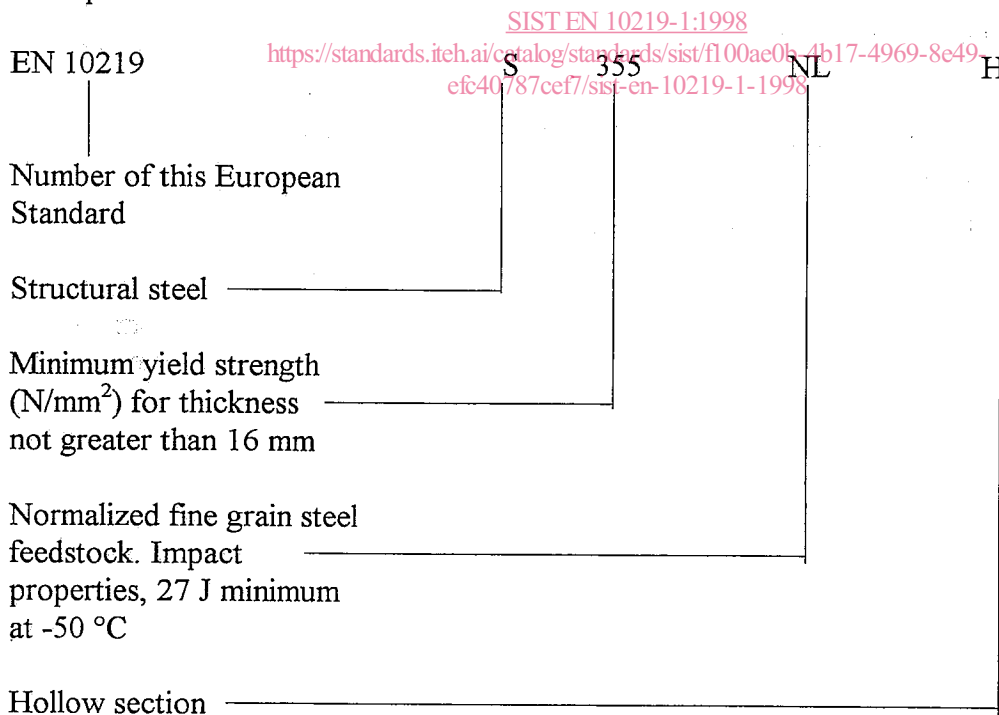 SIST EN 10219-1:1998
EN 10219 S 355 NL H
https://standards.iteh.ai/catalog/standards/sist/f100ae0b-4b17-4969-8e49-
efc40787cef7/sist-en-10219-1-1998
Number of this European
Standard
Structural steel
Minimum yield strength
(N/mm²) for thickness
not greater than 16 mm
Normalized fine grain steel
feedstock. Impact
properties, 27 J minimum
at -50 °C
Hollow section